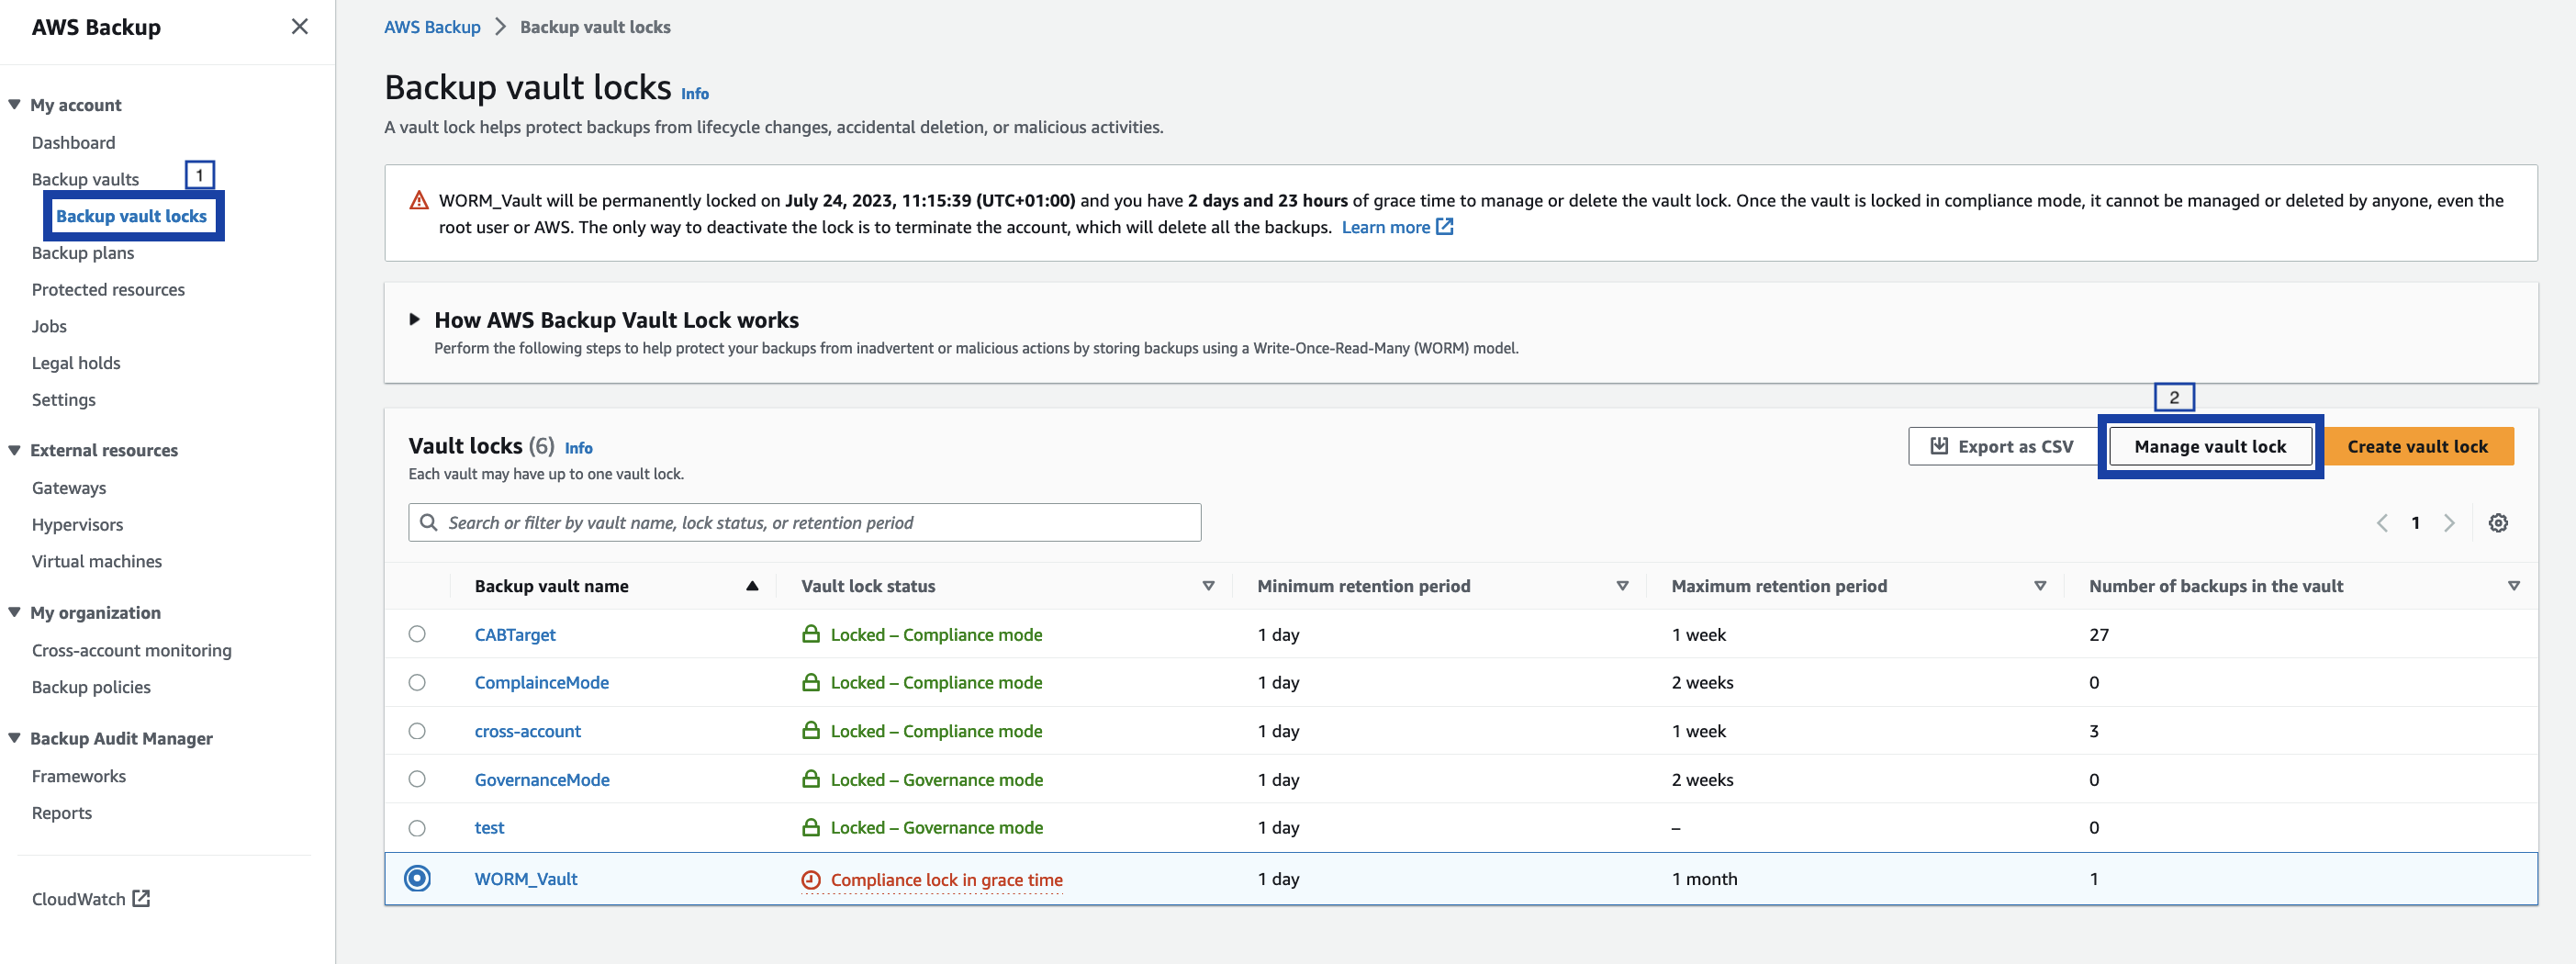 AWS Backup
My account
Dashboard
Backup vaults
1
Backup vault locks
Backup plans
Protected resources
Jobs
Legal holds
Settings
External resources
Gateways
Hypervisors
Virtual machines
My organization
Cross-account monitoring
Backup policies
Backup Audit Manager
Frameworks
Reports
CloudWatch
AWS Backup > Backup vault locks
Backup vault locks Info
A vault lock helps protect backups from lifecycle changes, accidental deletion, or malicious activities.
WORM_Vault will be permanently locked on July 24, 2023, 11:15:39 (UTC+01:00) and you have 2 days and 23 hours of grace time to manage or delete the vault lock. Once the vault is locked in compliance mode, it cannot be managed or deleted by anyone, even the
root user or AWS. The only way to deactivate the lock is to terminate the account, which will delete all the backups. Learn more
How AWS Backup Vault Lock works
Perform the following steps to help protect your backups from inadvertent or malicious actions by storing backups using a Write-Once-Read-Many (WORM) model.
2
Vault locks (6) Info
Export as CSV Manage vault lock Create vault lock
Each vault may have up to one vault lock.
Search or filter by vault name, lock status, or retention period
1
Backup vault name Vault lock status Minimum retention period Maximum retention period Number of backups in the vault
CABTarget Locked – Compliance mode 1 day 1 week 27
ComplainceMode Locked – Compliance mode 1 day 2 weeks 0
cross-account Locked – Compliance mode 1 day 1 week 3
GovernanceMode Locked – Governance mode 1 day 2 weeks 0
test Locked – Governance mode 1 day – 0
WORM_Vault Compliance lock in grace time 1 day 1 month 1